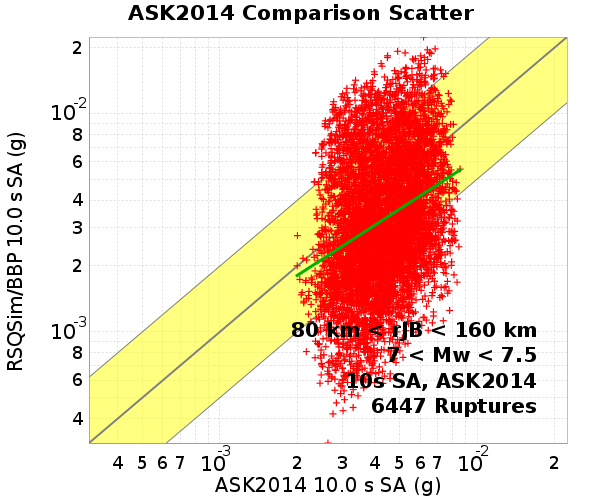 ASK2014 Comparison Scatter
RSQSim/BBP 10.0 s SA (g)
2
10-2
8
6
4
3
2
10-3
8
6
4
80 km < rJB < 160 km
7 < Mw < 7.5
10s SA, ASK2014
6447 Ruptures
4 5 6 7 10-3 2 3 4 5 6 7 10-2 2
ASK2014 10.0 s SA (g)